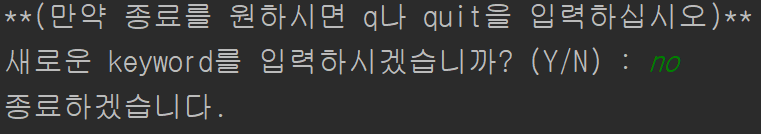 **(만약 종료를 원하시면 q나 quit을 입력하십시오)**
새로운 keyword를 입력하시겠습니까? (Y/N) : no
종료하겠습니다.